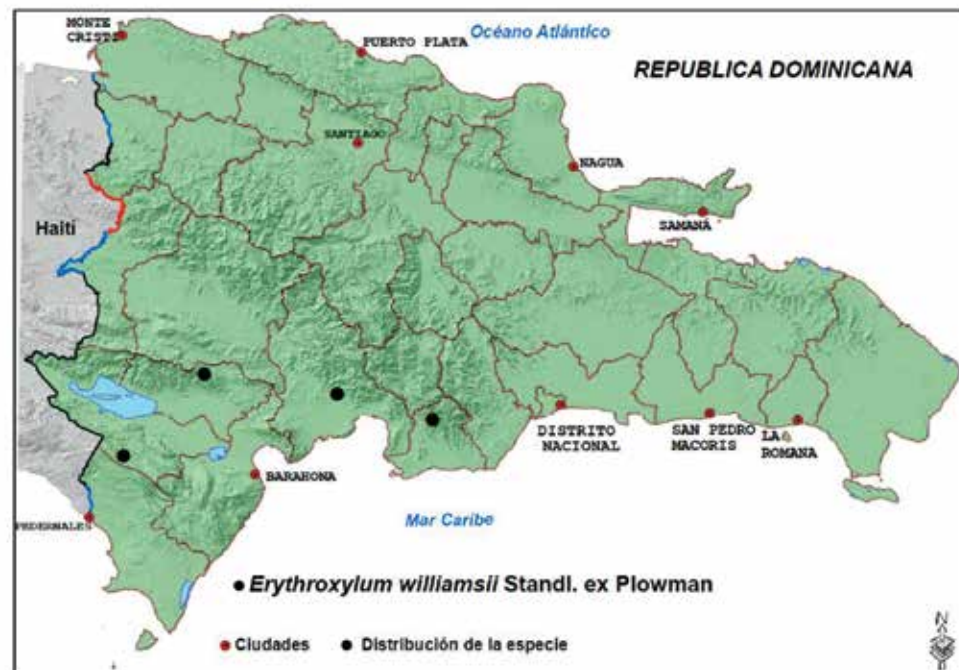 MONTE
CRISTI
PUERTO PLATA
Océano Atlántico
REPUBLICA DOMINICANA
SANTIAGO
NAGUA
SAMANÁ
Haití
DISTRITO
NACIONAL
SAN PEDRO
MACORIS
LA
ROMANA
BARAHONA
PEDERNALES
Mar Caribe
Erythroxylum williamsii Standl. ex Plowman
Ciudades
Distribución de la especie
N